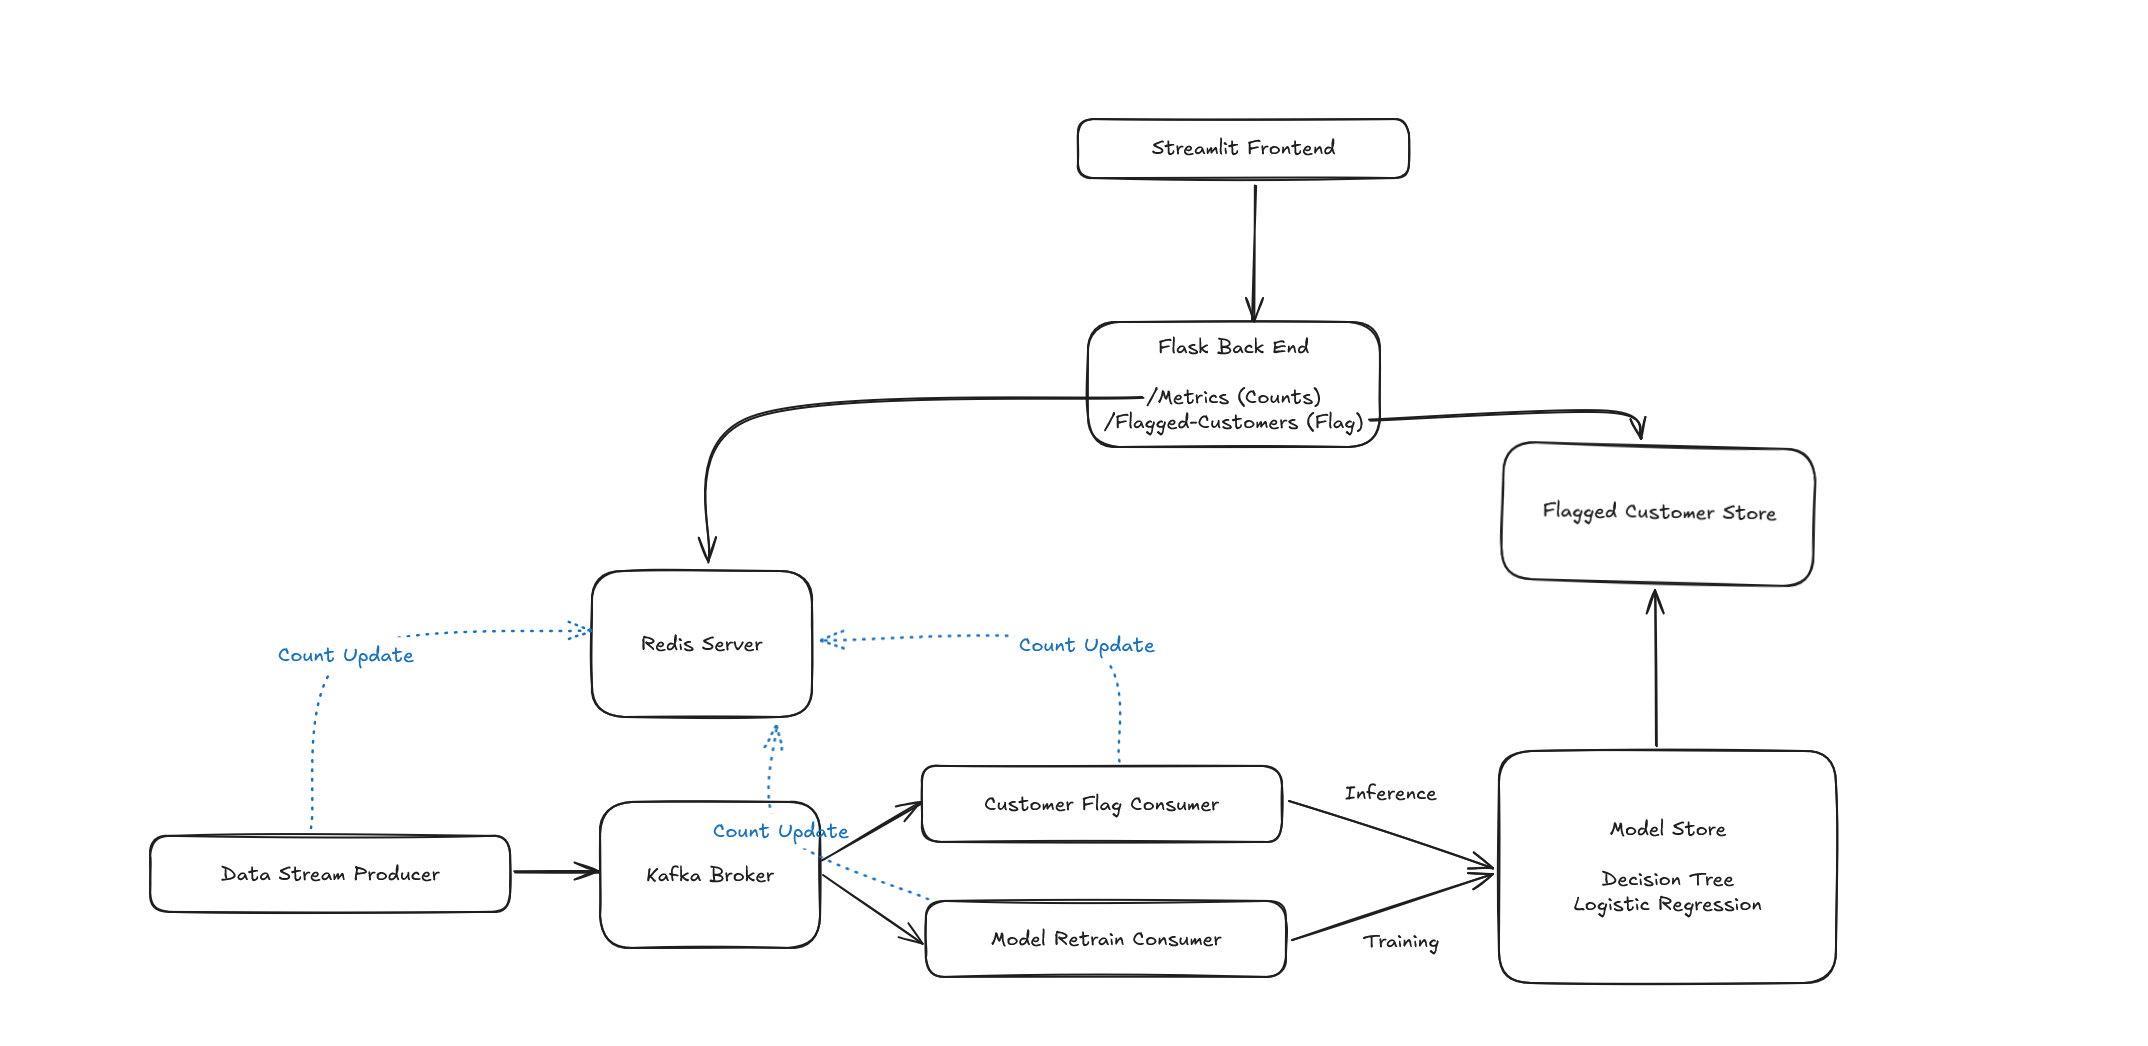 Streamlit Frontend
Flask Back End
/Metrics (Counts)
/Flagged-Customers (Flag)
Flagged Customer Store
Redis Server
Count Update
Count Update
Count Update
Data Stream Producer
Kafka Broker
Customer Flag Consumer
Model Retrain Consumer
Inference
Training
Model Store
Decision Tree
Logistic Regression